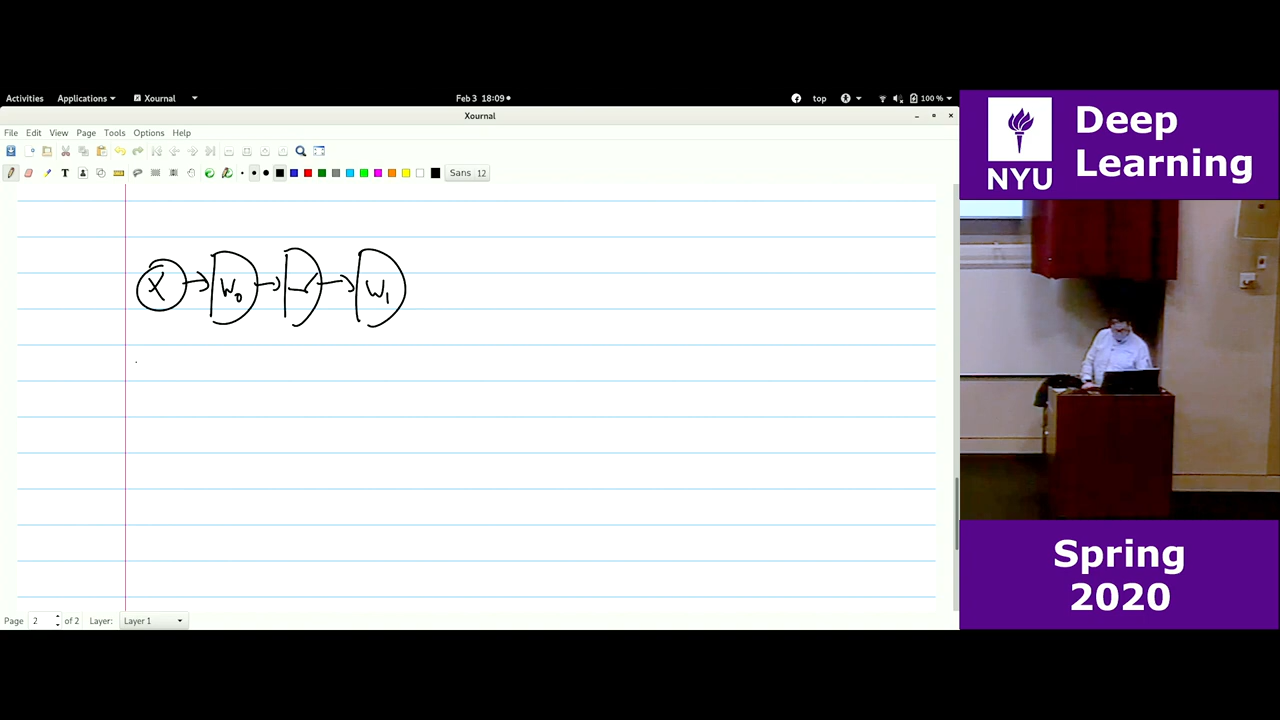 Activities Applications Xournal Feb 3 18:09 top 100 %
Xournal
File Edit View Page Tools Options Help
T Sans 12
X W0 W1
Page 2 of 2 Layer: Layer 1
Deep
Learning
NYU
Spring
2020